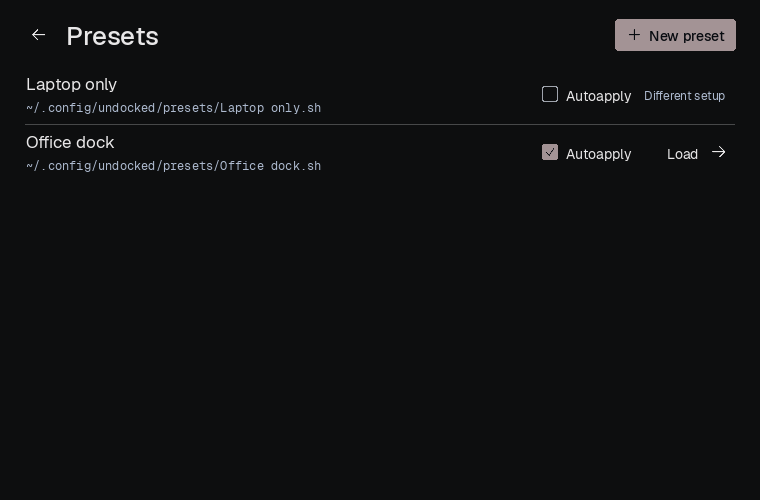 Presets
New preset
Laptop only
~/.config/undocked/presets/Laptop only.sh
Autoapply
Different setup
Office dock
~/.config/undocked/presets/Office dock.sh
Autoapply
Load